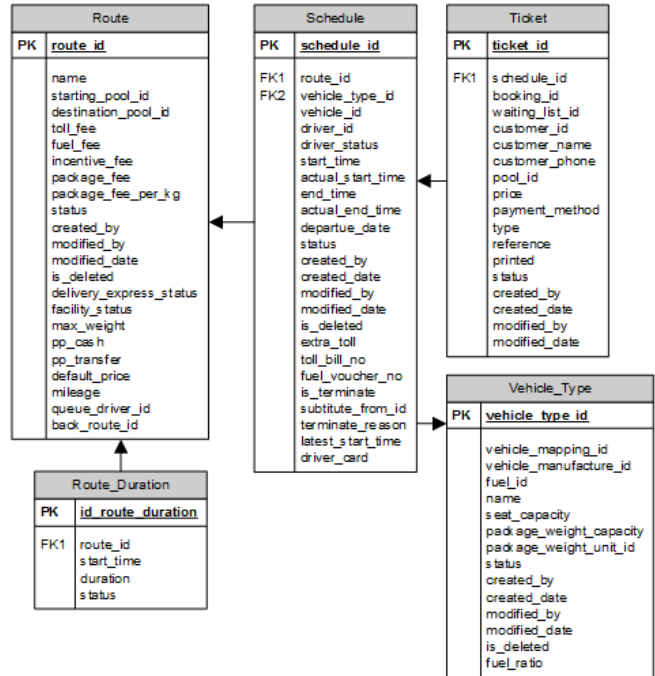 Route
PK route_id
name
starting_pool_id
destination_pool_id
toll_fee
fuel_fee
incentive_fee
package_fee
package_fee_per_kg
status
created_by
modified_by
modified_date
is_deleted
delivery_express_status
facility_status
max_weight
pp_cash
pp_transfer
default_price
mileage
queue_driver_id
back_route_id
Schedule
PK schedule_id
FK1 route_id
FK2 vehicle_type_id
vehicle_id
driver_id
driver_status
start_time
actual_start_time
end_time
actual_end_time
departue_date
status
created_by
created_date
modified_by
modified_date
is_deleted
extra_toll
toll_bill_no
fuel_voucher_no
is_terminate
subtitute_from_id
terminate_reason
latest_start_time
driver_card
Ticket
PK ticket_id
FK1 schedule_id
booking_id
waiting_list_id
customer_id
customer_name
customer_phone
pool_id
price
payment_method
type
reference
printed
status
created_by
created_date
modified_by
modified_date
Route_Duration
PK id_route_duration
FK1 route_id
start_time
duration
status
Vehicle_Type
PK vehicle_type_id
vehicle_mapping_id
vehicle_manufacture_id
fuel_id
name
seat_capacity
package_weight_capacity
package_weight_unit_id
status
created_by
created_date
modified_by
modified_date
is_deleted
fuel_ratio